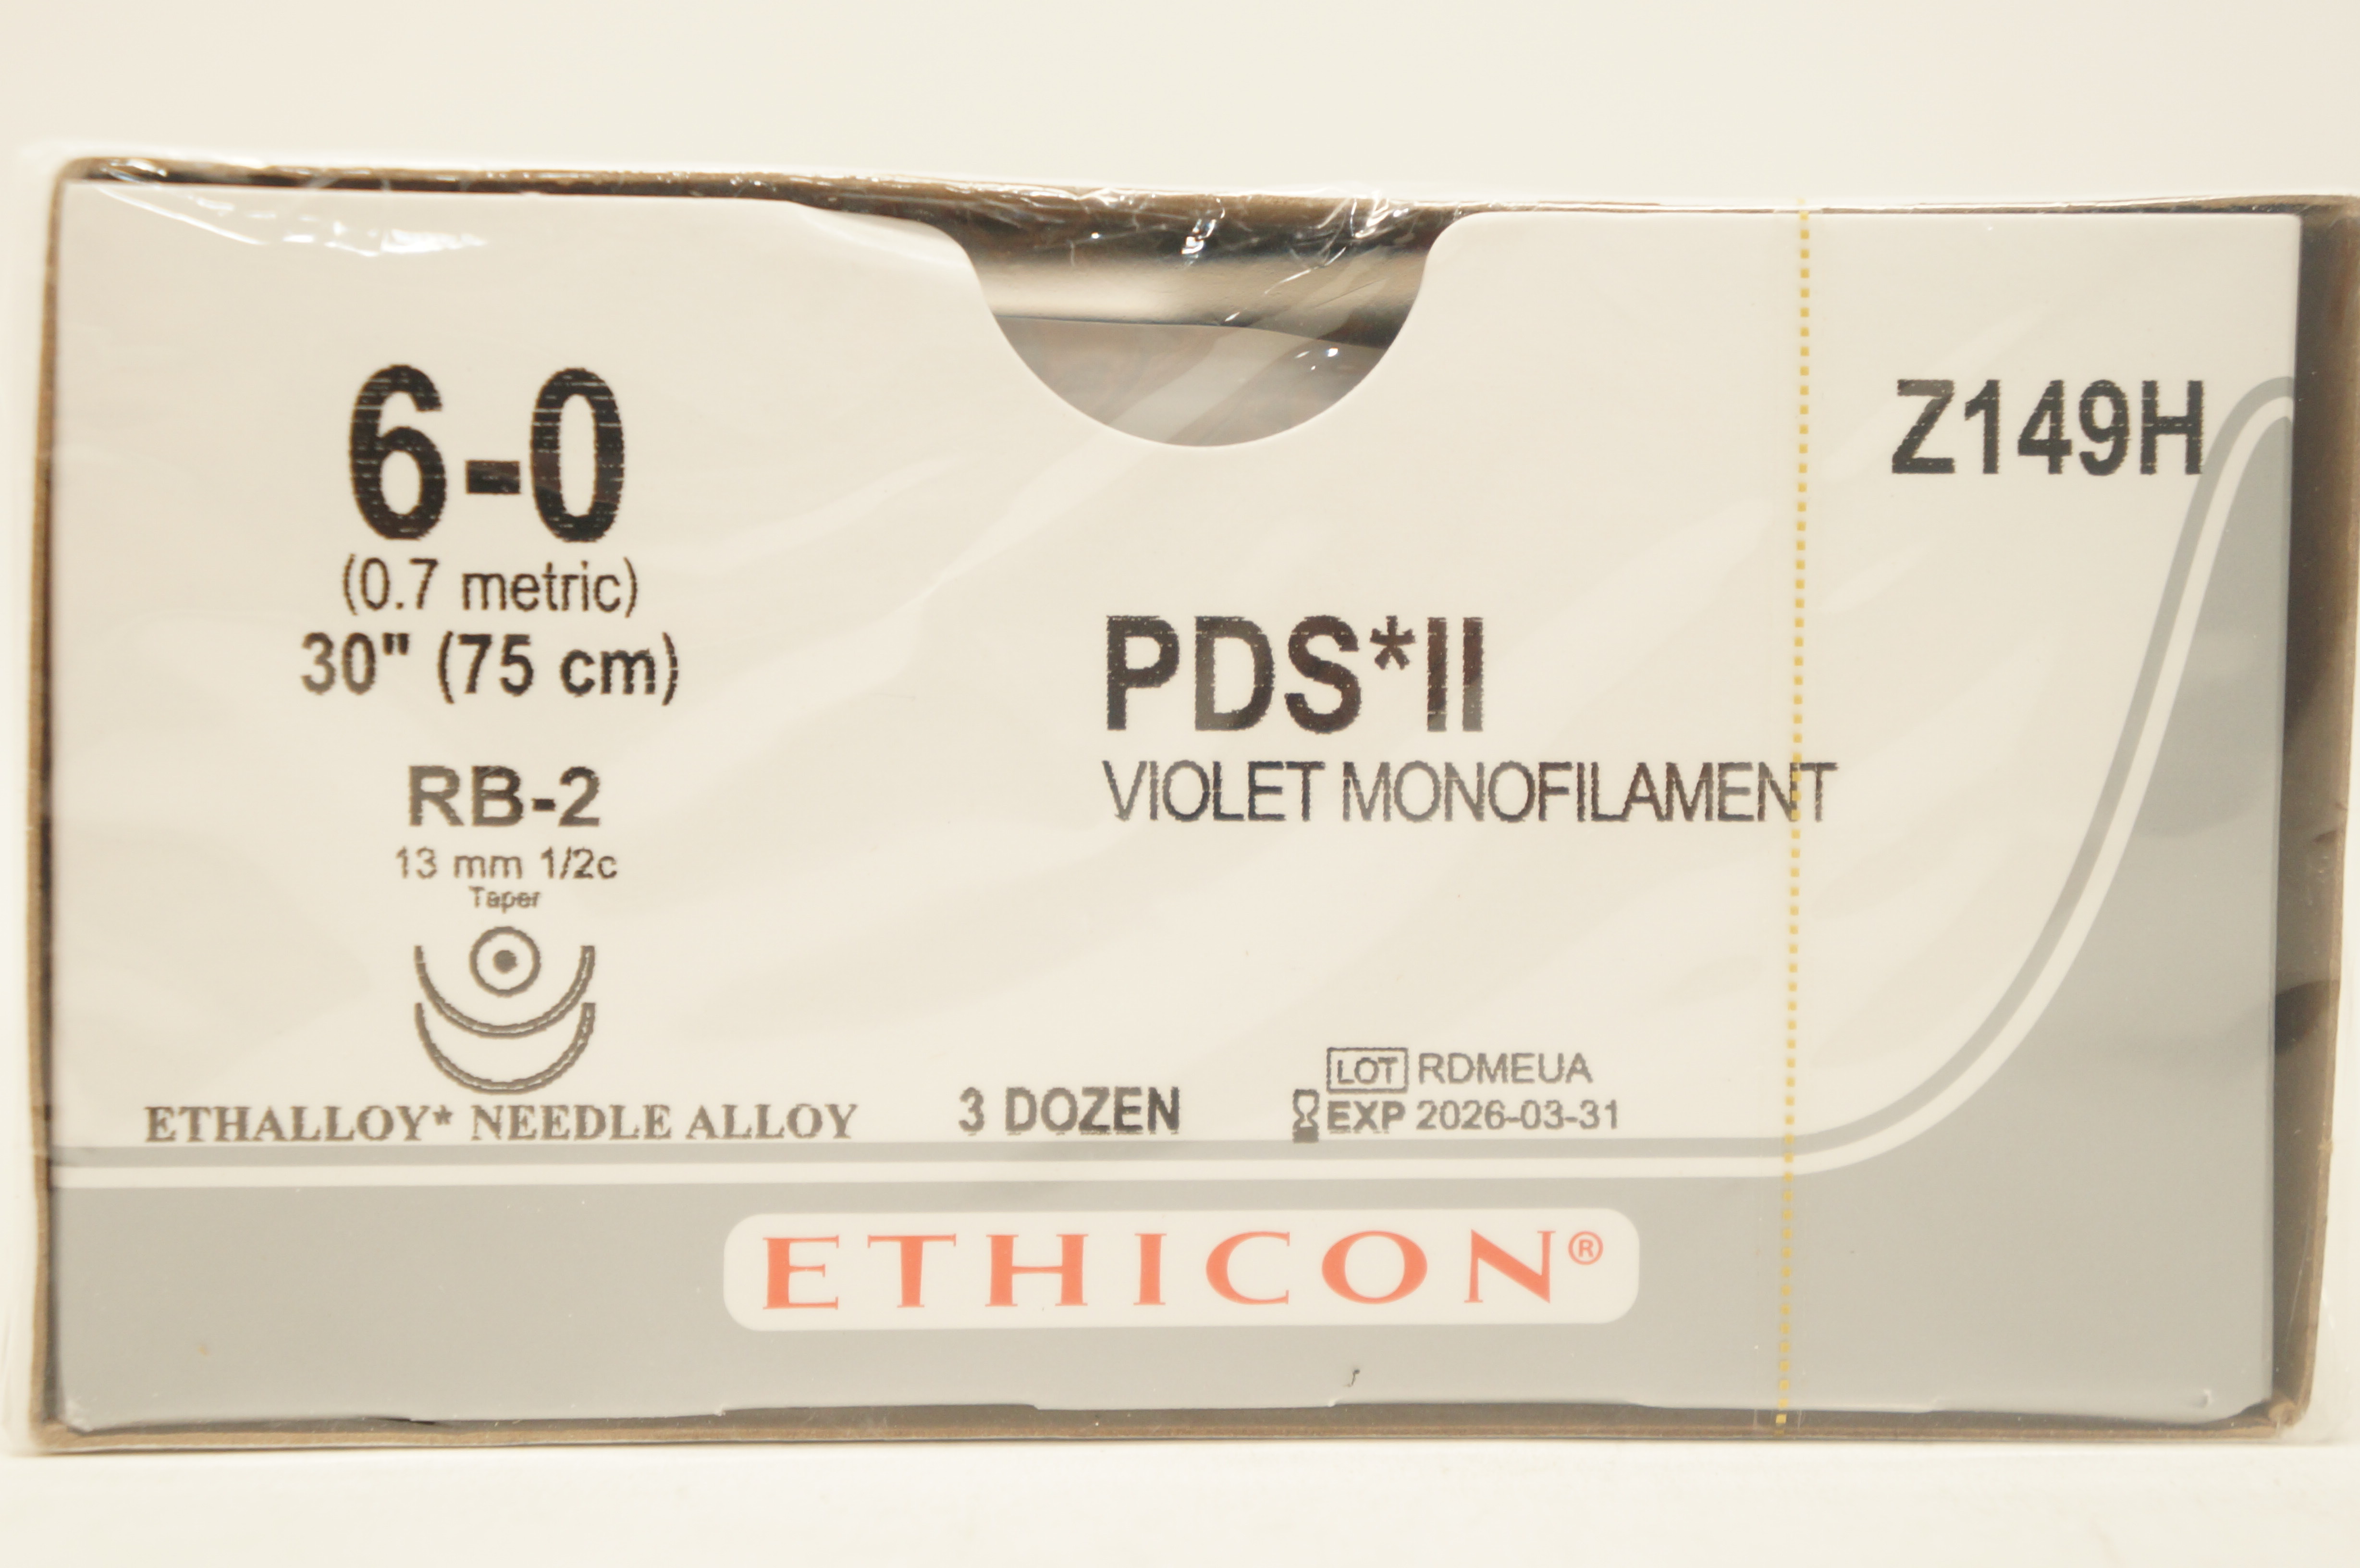 6-0
(0.7 metric)
30" (75 cm)
RB-2
13 mm 1/2c
Taper
ETHALLOY* NEEDLE ALLOY
Z149H
PDS*II
VIOLET MONOFILAMENT
3 DOZEN
LOT RDMEUA
EXP 2026-03-31
ETHICON®